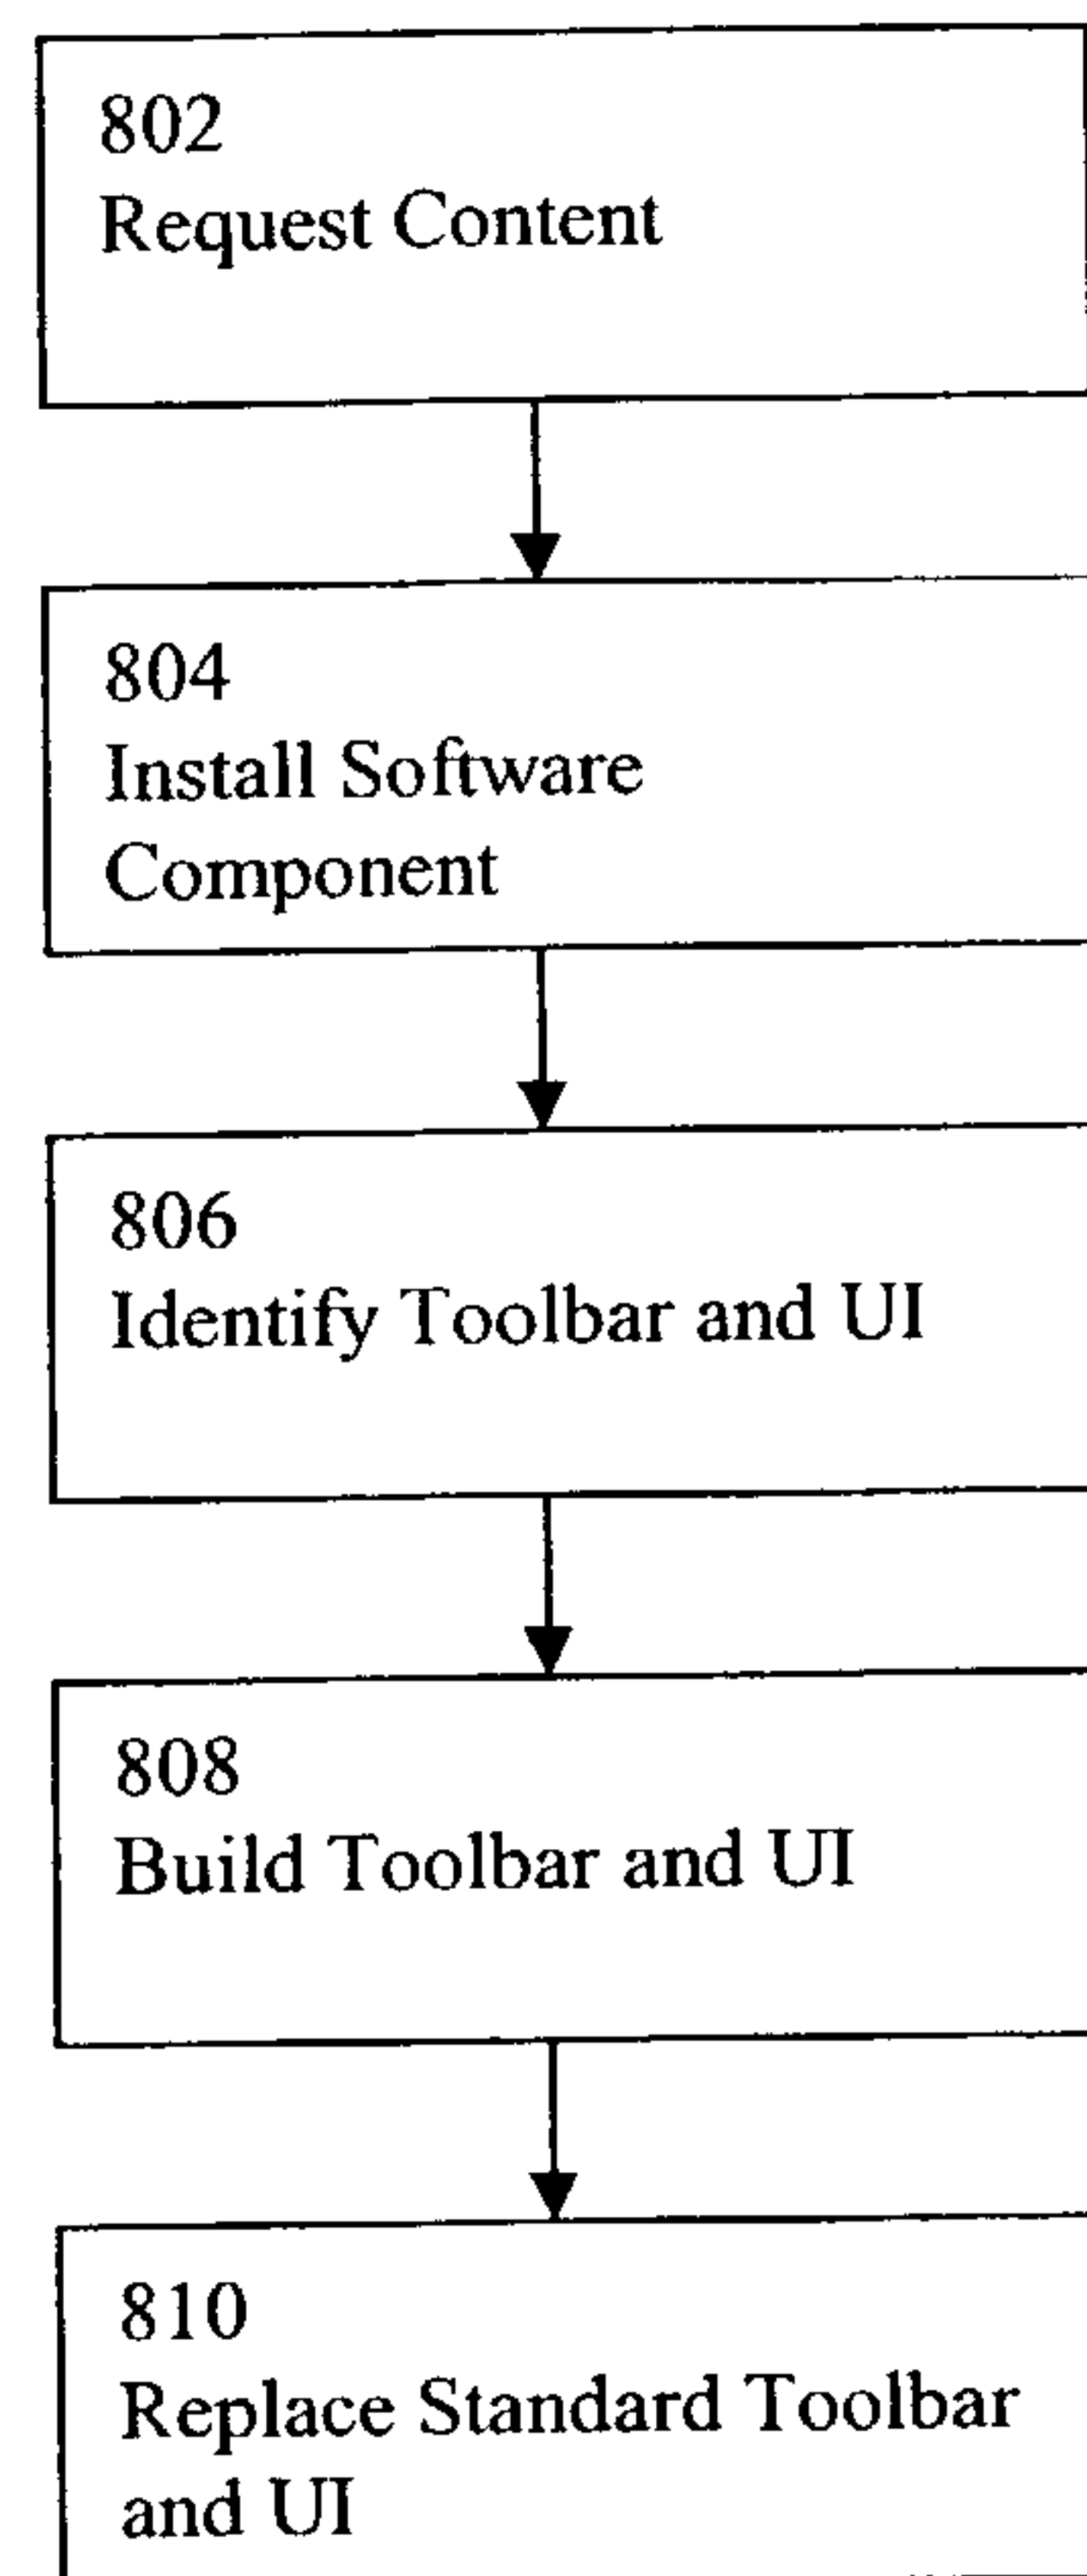 802
Request Content
804
Install Software
Component
806
Identify Toolbar and UI
808
Build Toolbar and UI
810
Replace Standard Toolbar
and UI